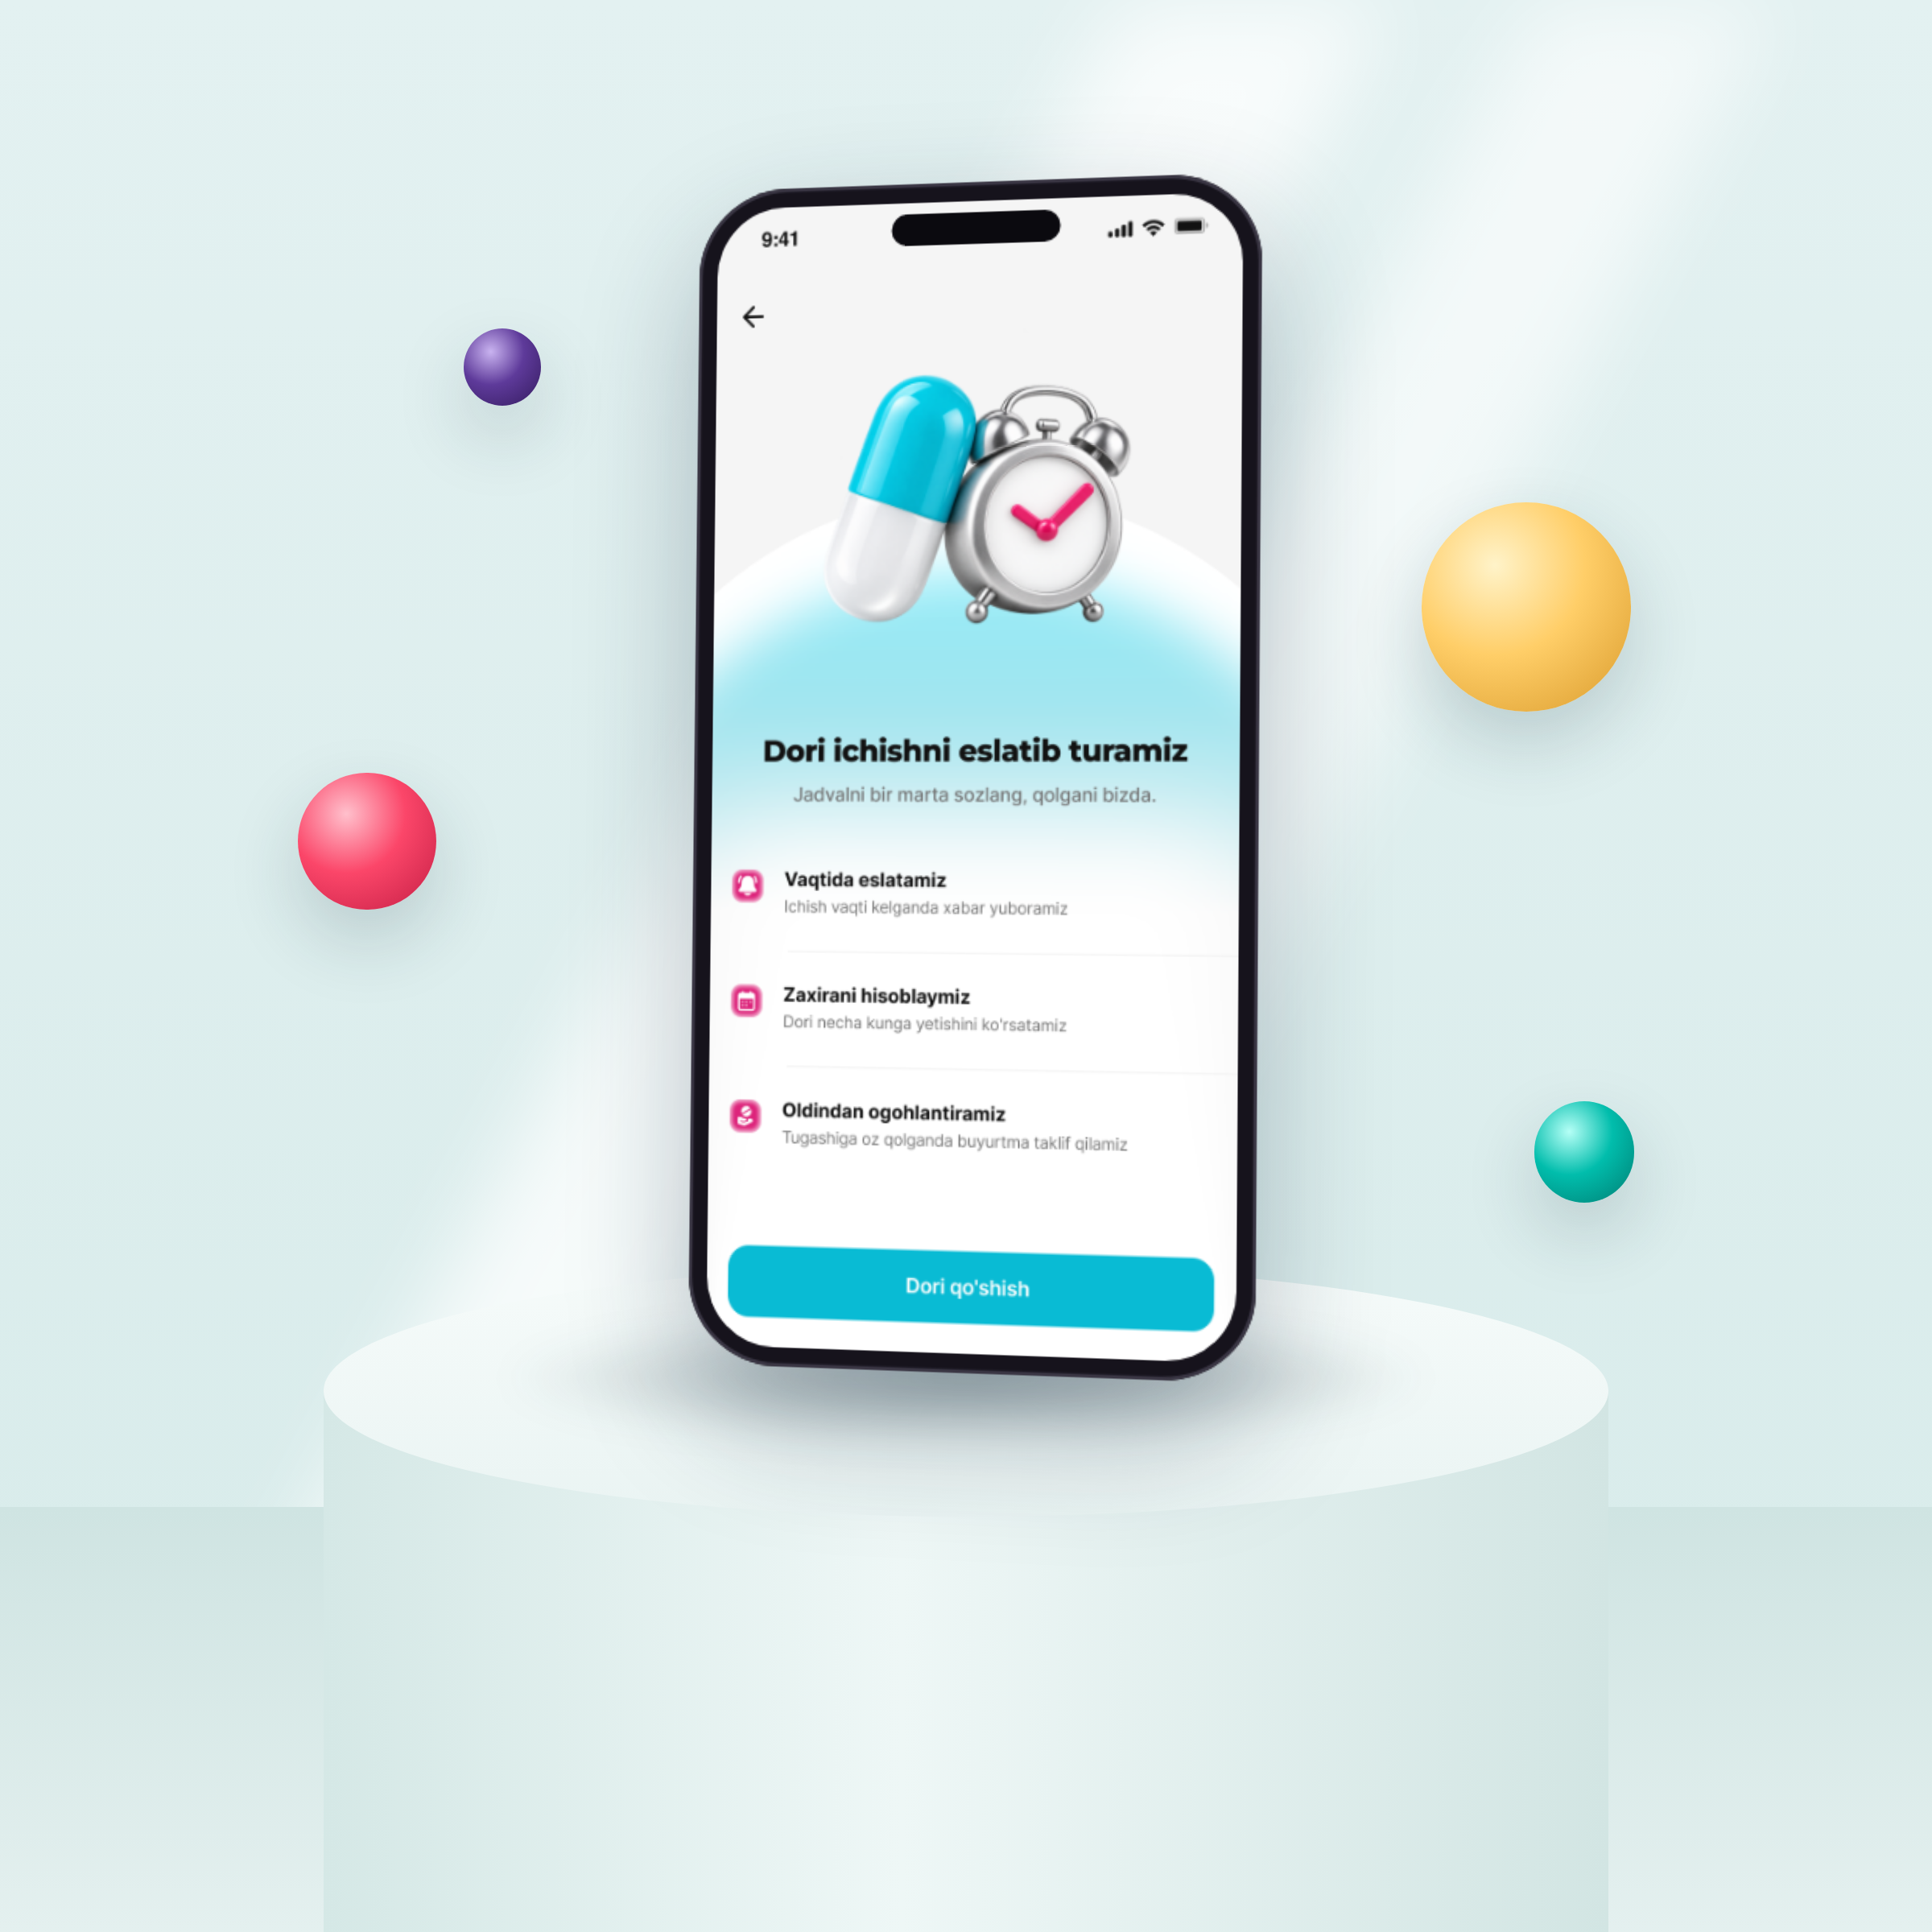 9:41
Dori ichishni eslatib turamiz
Jadvalni bir marta sozlang, qolgani bizda.
Vaqtida eslatamiz
Ichish vaqti kelganda xabar yuboramiz
Zaxirani hisoblaymiz
Dori necha kunga yetishini ko'rsatamiz
Oldindan ogohlantiramiz
Tugashiga oz qolganda buyurtma taklif qilamiz
Dori qo'shish